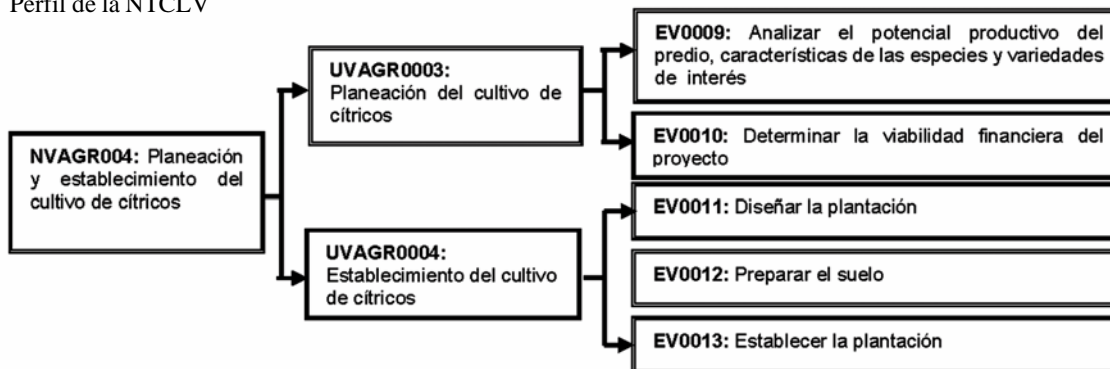 Perfil de la NTCLV
NVAGR004: Planeación
y establecimiento del
cultivo de cítricos
UVAGR0003:
Planeación del cultivo de
cítricos
UVAGR0004:
Establecimiento del cultivo
de cítricos
EV0009: Analizar el potencial productivo del
predio, características de las especies y variedades
de interés
EV0010: Determinar la viabilidad financiera del
proyecto
EV0011: Diseñar la plantación
EV0012: Preparar el suelo
EV0013: Establecer la plantación